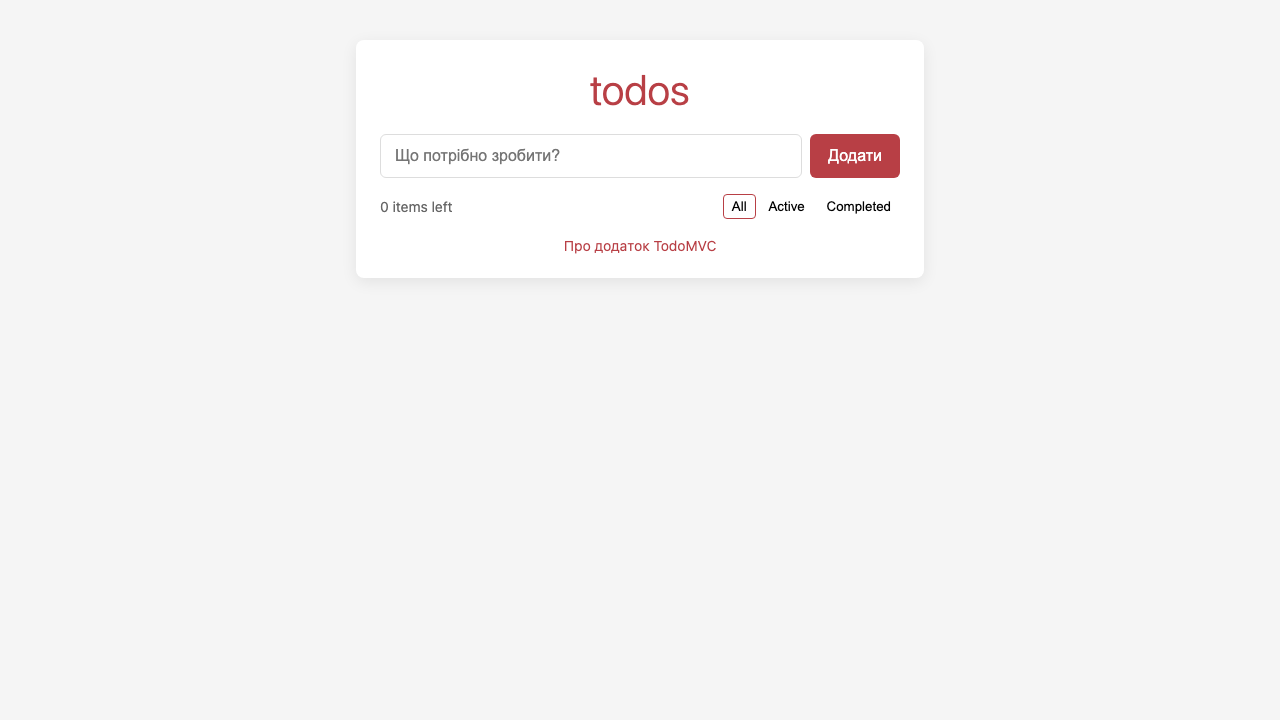 todos
Що потрібно зробити?
Додати
0 items left
All
Active
Completed
Про додаток TodoMVC